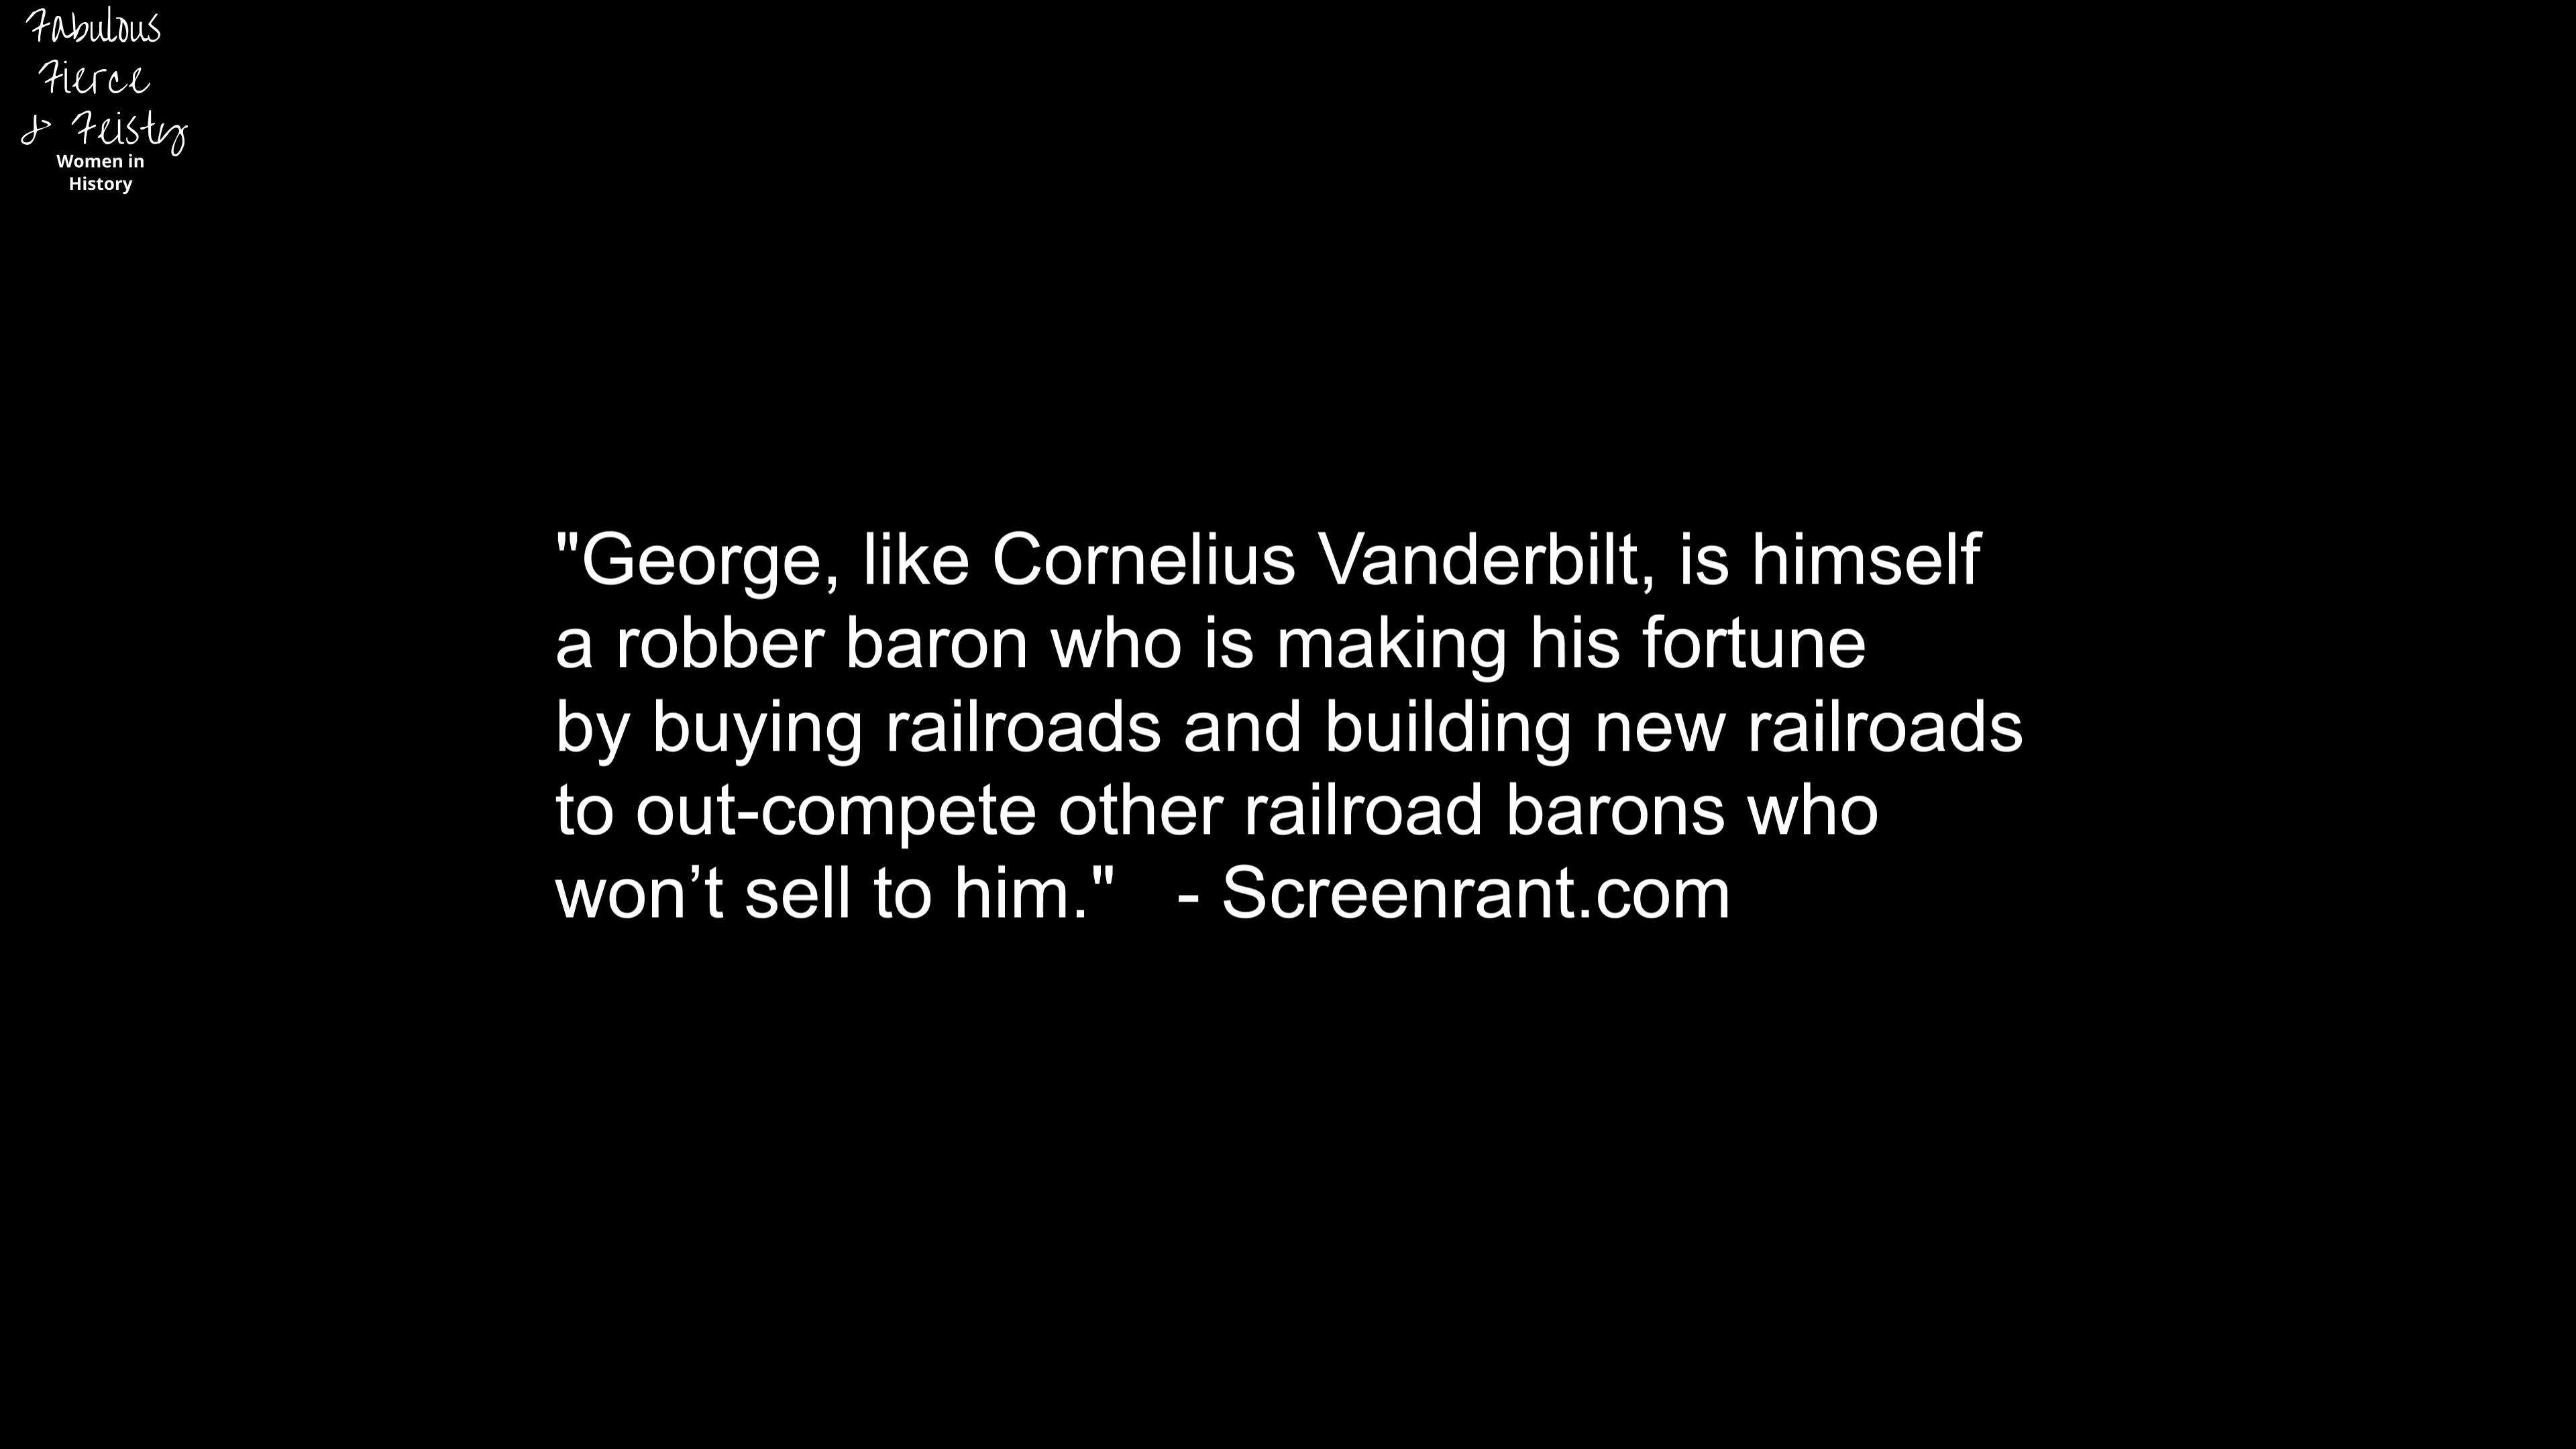 Fabulous
Fierce
& Feisty
Women in
History
"George, like Cornelius Vanderbilt, is himself
a robber baron who is making his fortune
by buying railroads and building new railroads
to out-compete other railroad barons who
won’t sell to him."   - Screenrant.com